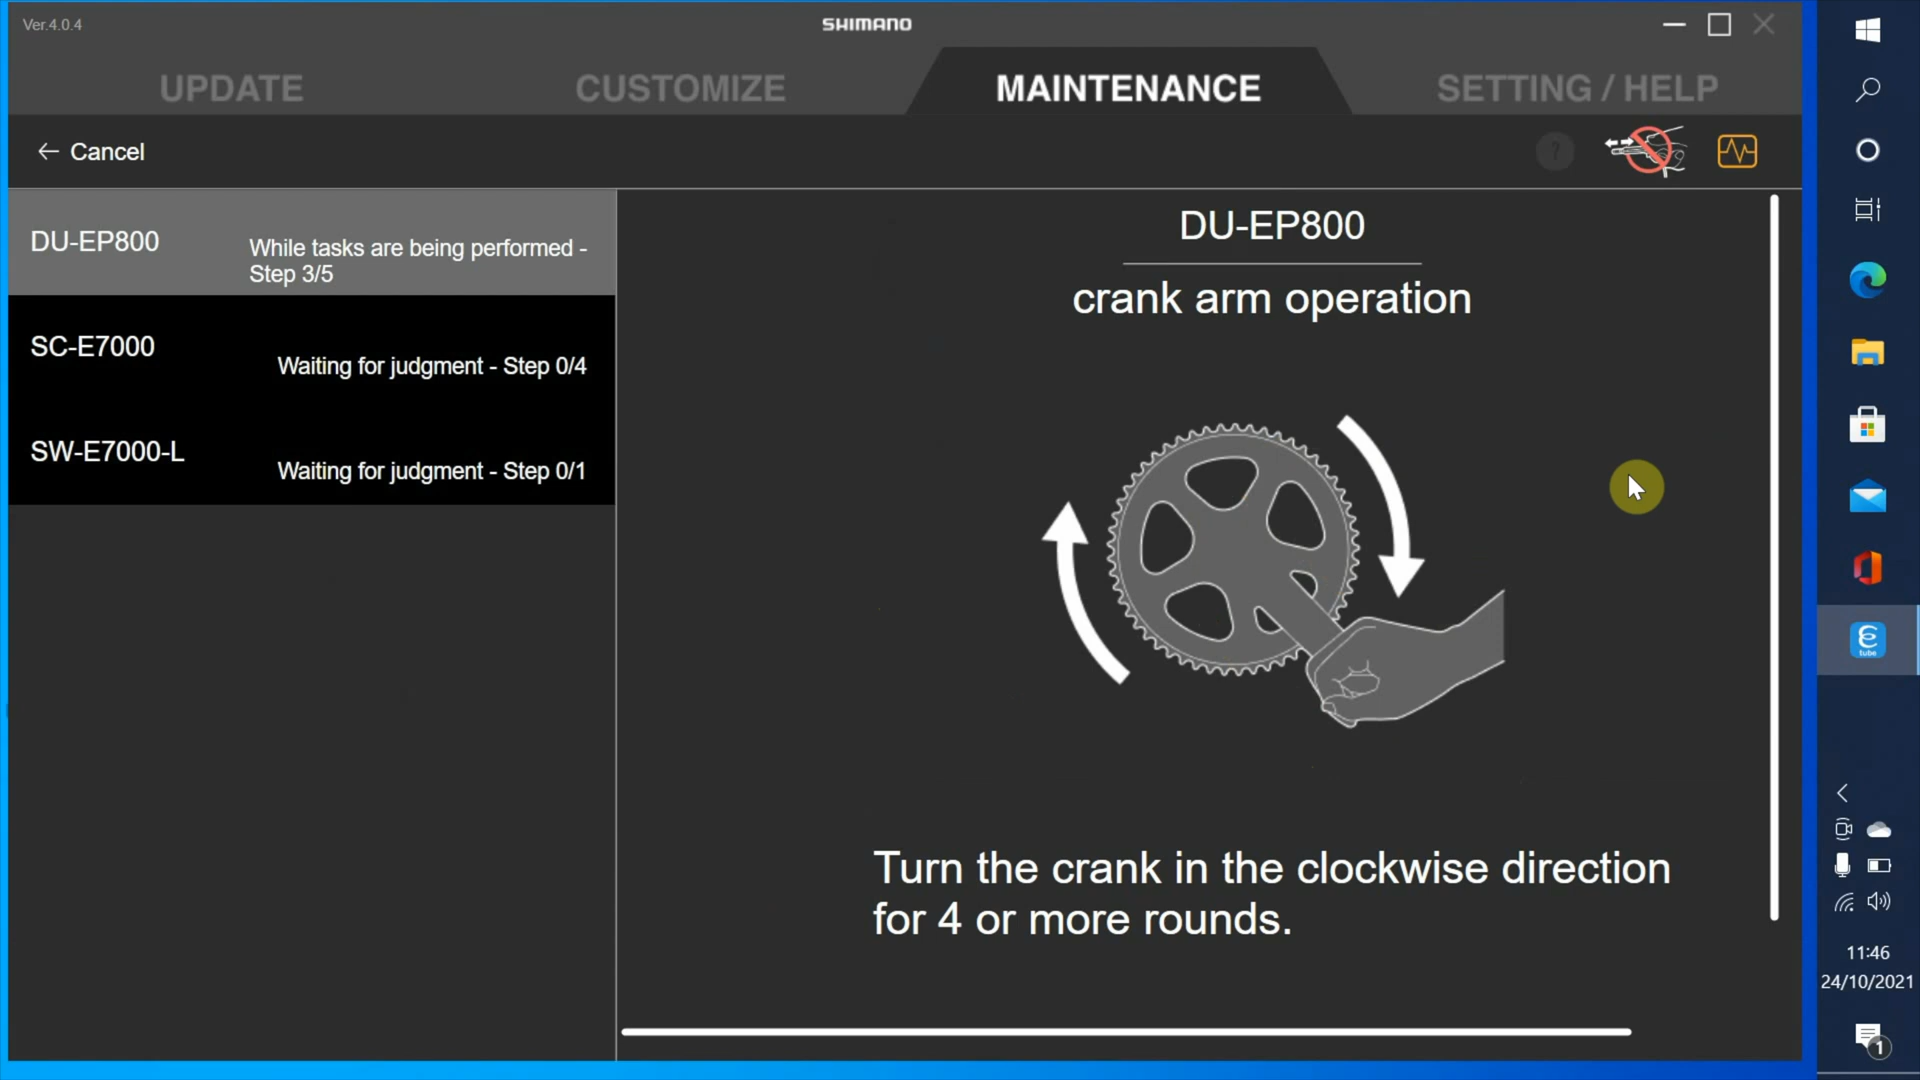 Ver.4.0.4
SHIMANO
UPDATE
CUSTOMIZE
MAINTENANCE
SETTING / HELP
← Cancel
?
DU-EP800
While tasks are being performed -
Step 3/5
SC-E7000
Waiting for judgment - Step 0/4
SW-E7000-L
Waiting for judgment - Step 0/1
DU-EP800
crank arm operation
Turn the crank in the clockwise direction
for 4 or more rounds.
tube
11:46
24/10/2021
1